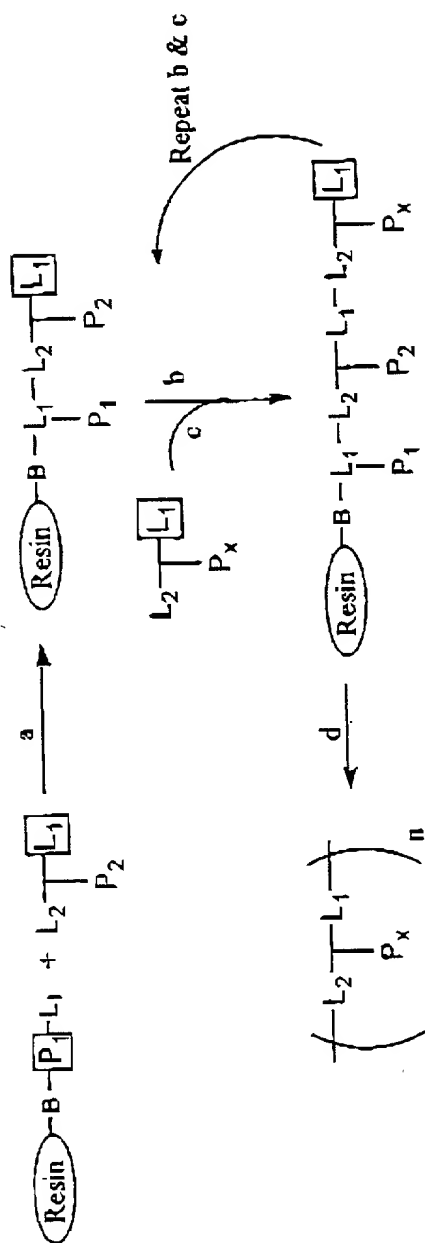 Resin – B – P1 – L1 + L2 L1
P2
a
Resin – B – L1 – L2 L1
P1 P2
L2 L1
Px
c
b
Repeat b & c
Resin – B – L1 – L2 L1 – L2 L1
P1 P2 Px
d
L2 L1
Px
n